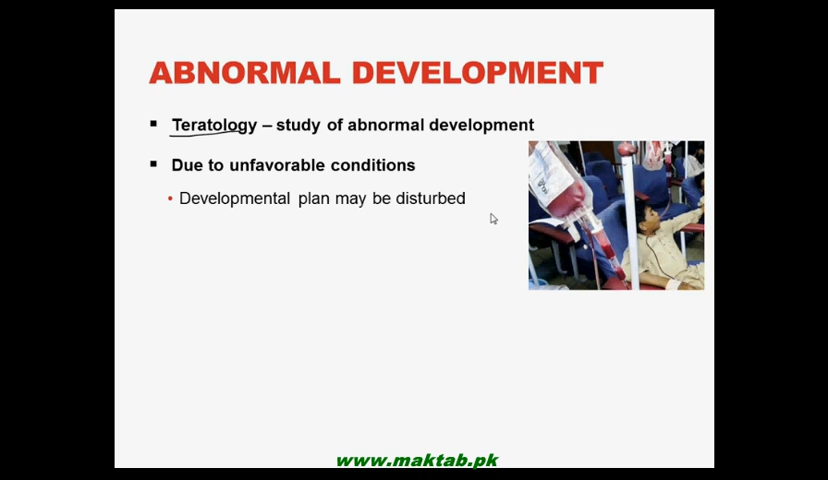 ABNORMAL DEVELOPMENT
▪ Teratology – study of abnormal development
▪ Due to unfavorable conditions
• Developmental plan may be disturbed
www.maktab.pk